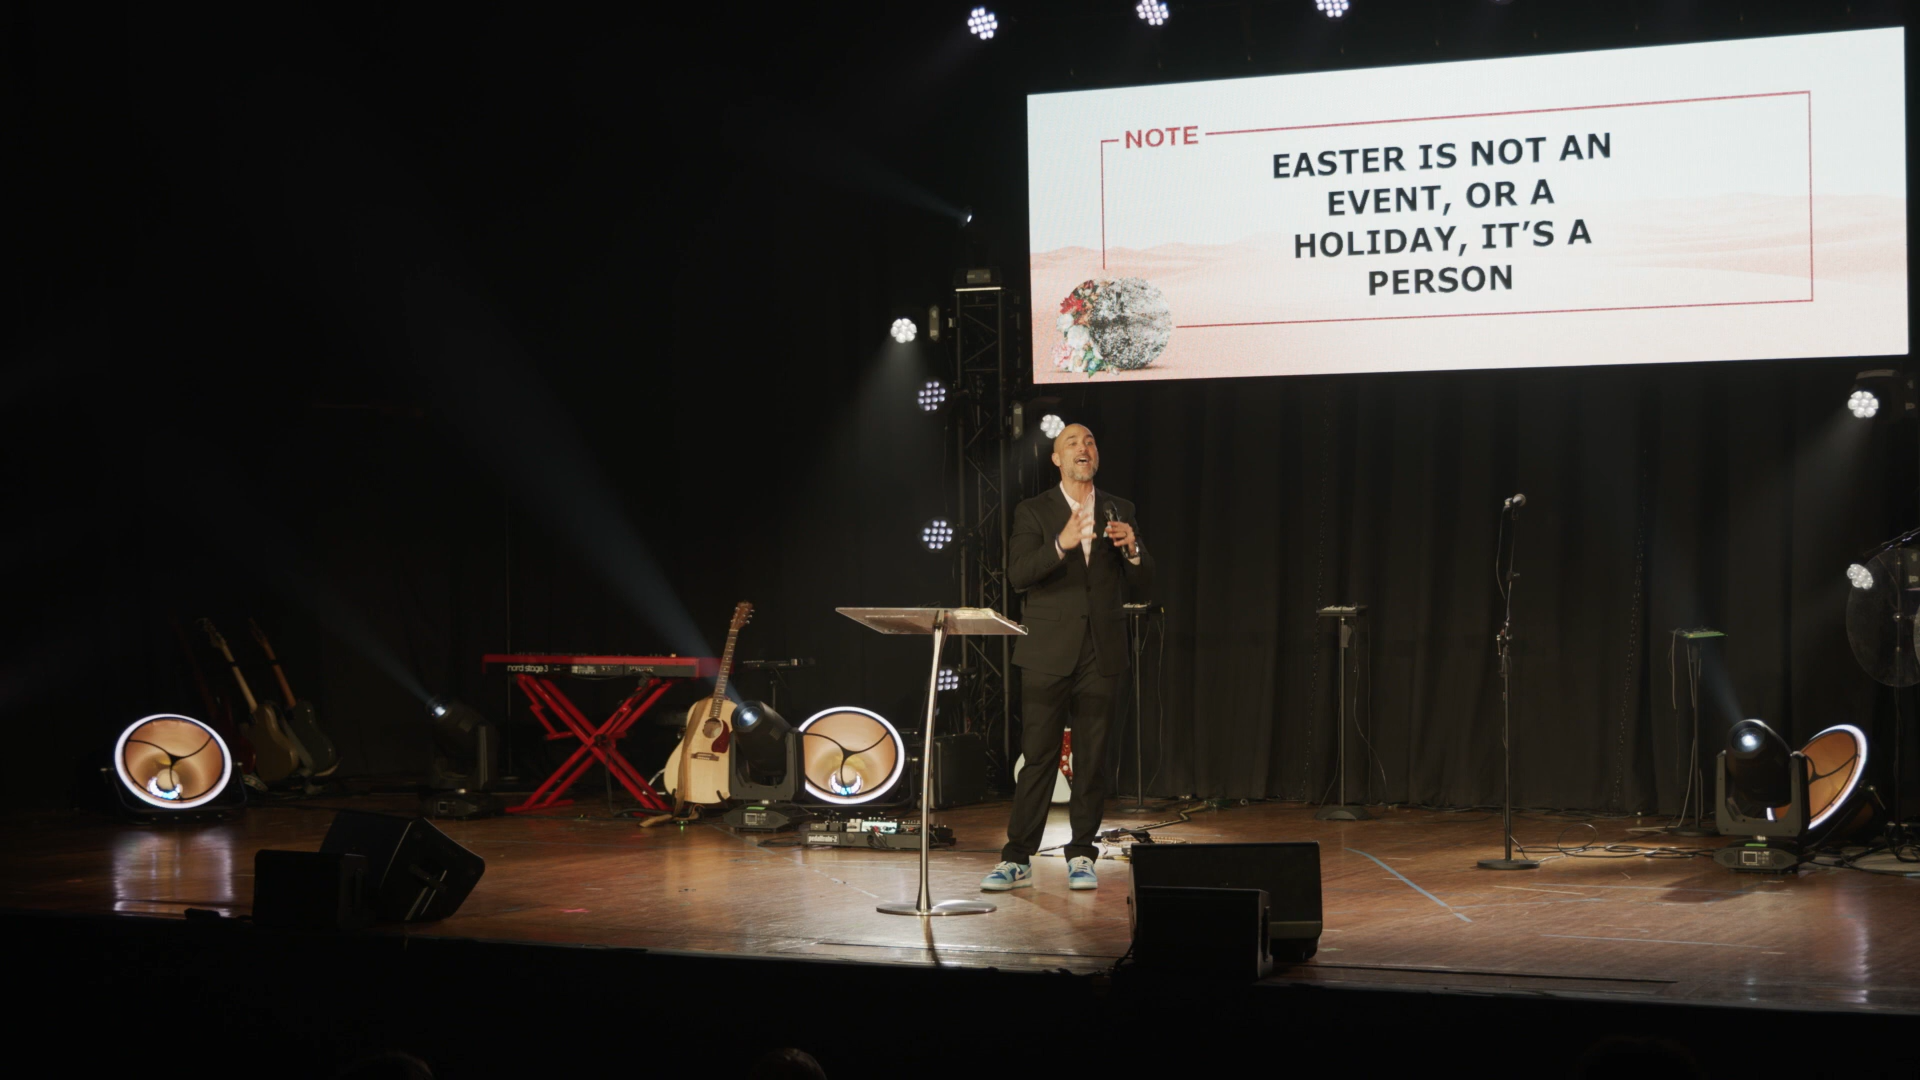 NOTE
EASTER IS NOT AN
EVENT, OR A
HOLIDAY, IT'S A
PERSON
nord stage 3